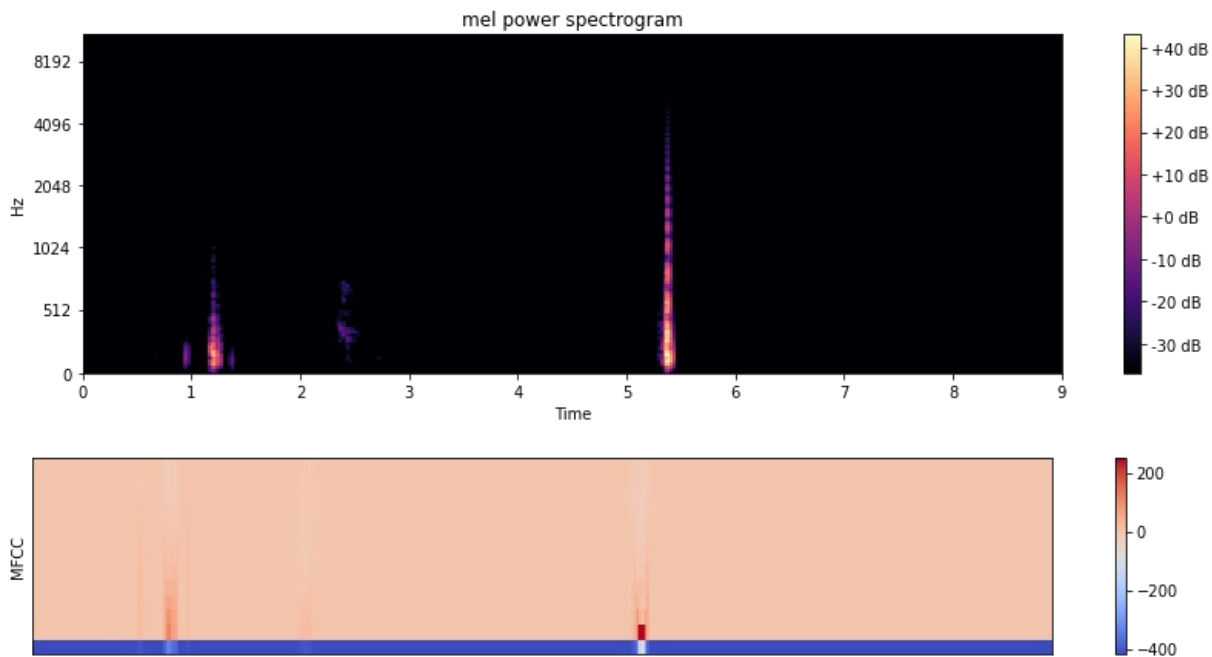 mel power spectrogram
8192
4096
2048
1024
512
0
Hz
0 1 2 3 4 5 6 7 8 9
Time
+40 dB
+30 dB
+20 dB
+10 dB
+0 dB
-10 dB
-20 dB
-30 dB
MFCC
200
0
−200
−400